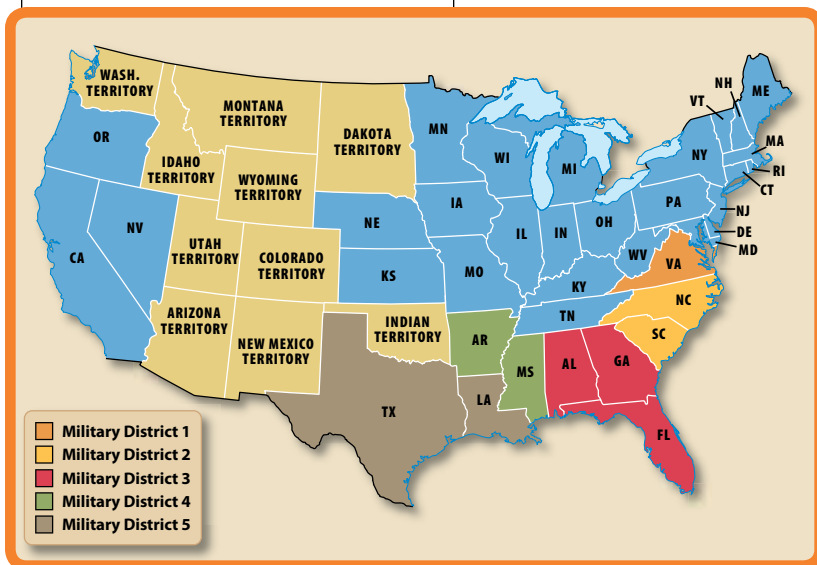 WASH.
TERRITORY
MONTANA
TERRITORY
DAKOTA
TERRITORY
MN
OR
IDAHO
TERRITORY
WYOMING
TERRITORY
WI
MI
NY
VT
NH
ME
MA
RI
CT
NJ
DE
MD
PA
IA
NE
NV
CA
UTAH
TERRITORY
COLORADO
TERRITORY
KS
MO
IL
IN
OH
WV
VA
KY
NC
TN
SC
ARIZONA
TERRITORY
NEW MEXICO
TERRITORY
INDIAN
TERRITORY
AR
MS
AL
GA
TX
LA
FL
Military District 1
Military District 2
Military District 3
Military District 4
Military District 5